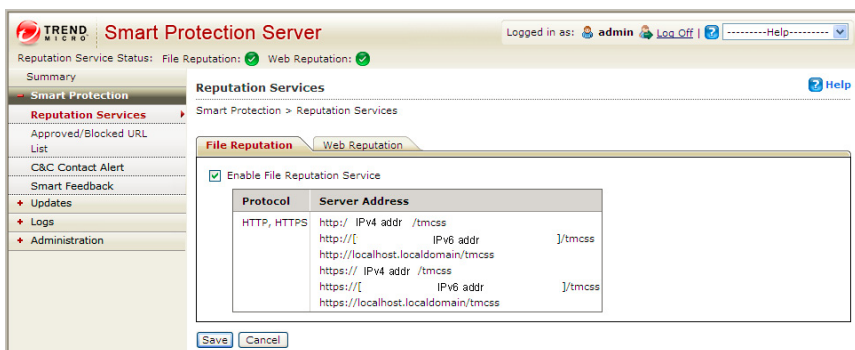 TREND MICRO Smart Protection Server
Logged in as: admin Log Off | ? ---------Help---------
Reputation Service Status: File Reputation: Web Reputation:
Summary
Smart Protection
Reputation Services
Approved/Blocked URL
List
C&C Contact Alert
Smart Feedback
+ Updates
+ Logs
+ Administration
Reputation Services
? Help
Smart Protection > Reputation Services
File Reputation
Web Reputation
Enable File Reputation Service
Protocol Server Address
HTTP, HTTPS http:/ IPv4 addr /tmcss
http://[ IPv6 addr ]/tmcss
http://localhost.localdomain/tmcss
https:// IPv4 addr /tmcss
https://[ IPv6 addr ]/tmcss
https://localhost.localdomain/tmcss
Save Cancel